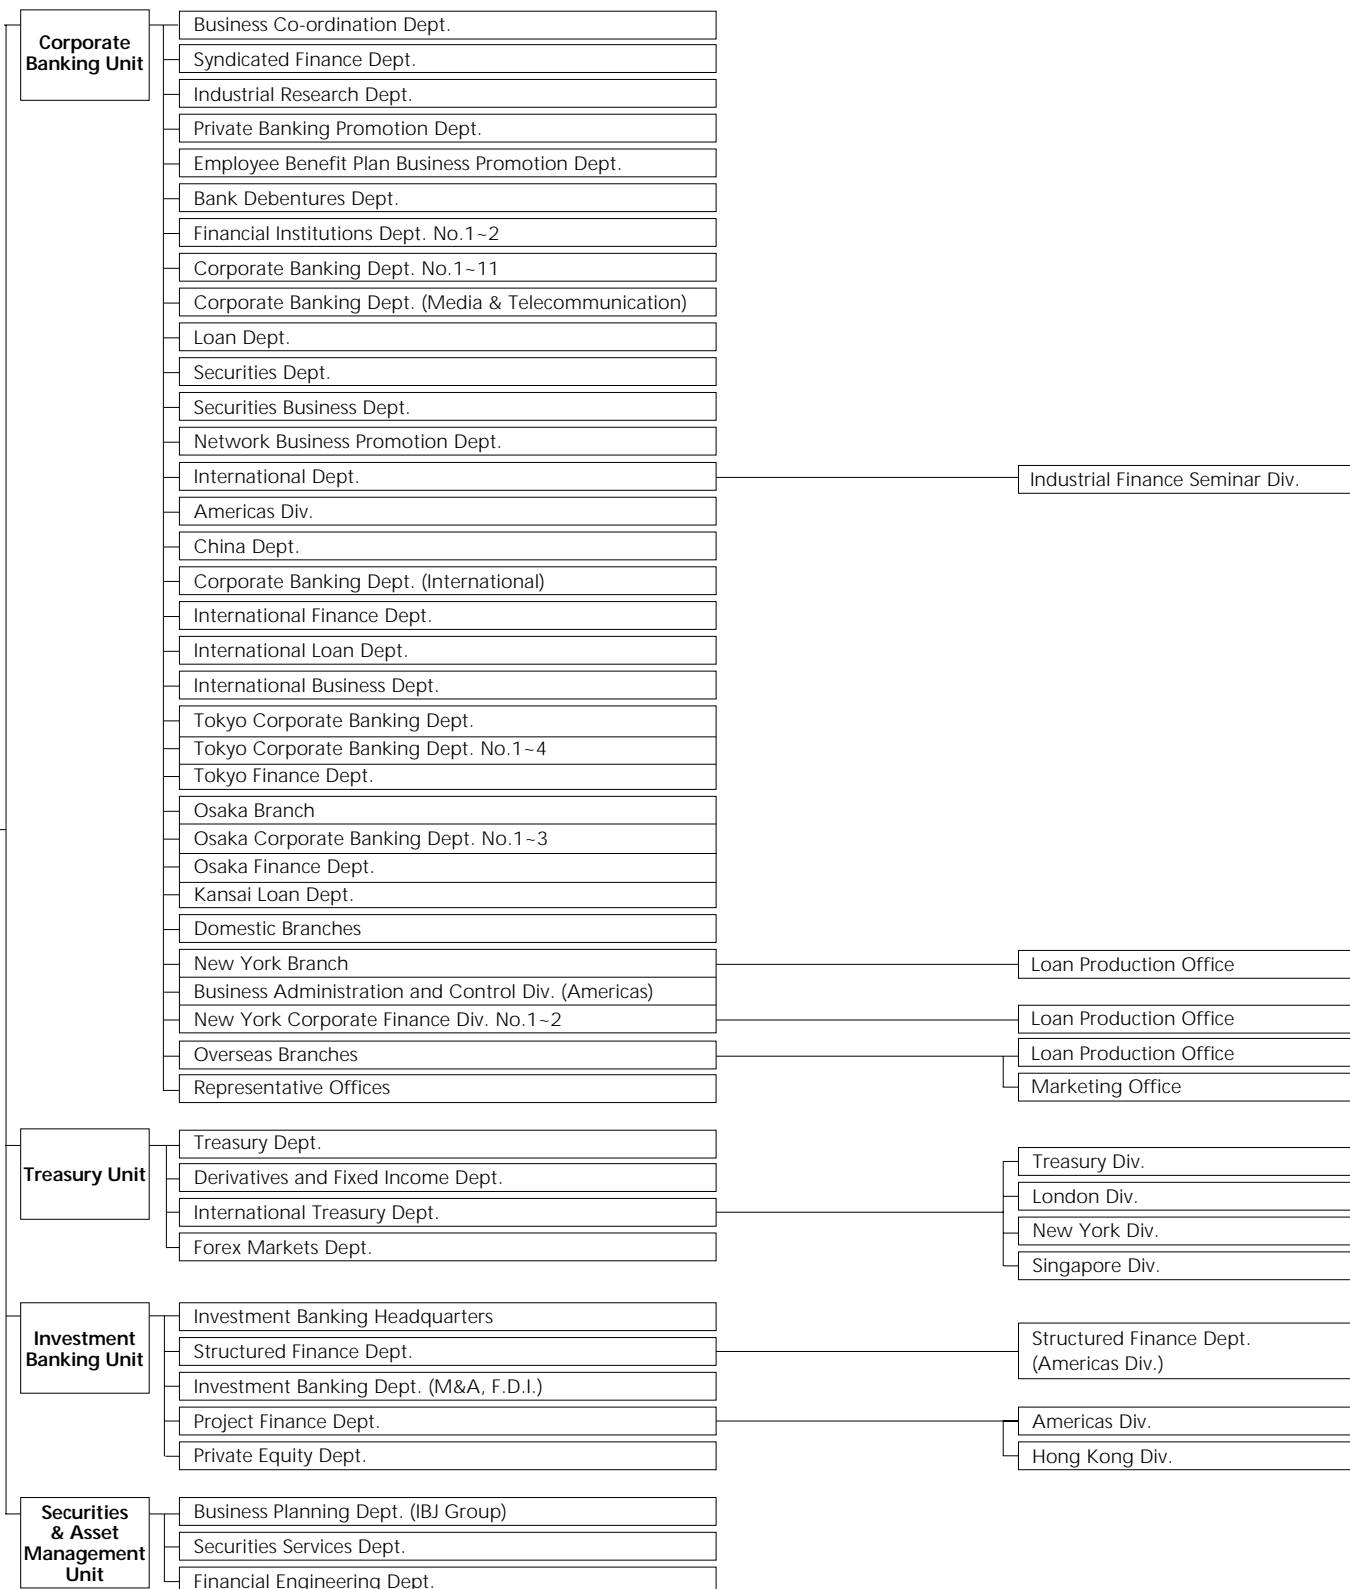 Corporate
Banking Unit
Business Co-ordination Dept.
Syndicated Finance Dept.
Industrial Research Dept.
Private Banking Promotion Dept.
Employee Benefit Plan Business Promotion Dept.
Bank Debentures Dept.
Financial Institutions Dept. No.1~2
Corporate Banking Dept. No.1~11
Corporate Banking Dept. (Media & Telecommunication)
Loan Dept.
Securities Dept.
Securities Business Dept.
Network Business Promotion Dept.
International Dept.
Industrial Finance Seminar Div.
Americas Div.
China Dept.
Corporate Banking Dept. (International)
International Finance Dept.
International Loan Dept.
International Business Dept.
Tokyo Corporate Banking Dept.
Tokyo Corporate Banking Dept. No.1~4
Tokyo Finance Dept.
Osaka Branch
Osaka Corporate Banking Dept. No.1~3
Osaka Finance Dept.
Kansai Loan Dept.
Domestic Branches
New York Branch
Loan Production Office
Business Administration and Control Div. (Americas)
New York Corporate Finance Div. No.1~2
Loan Production Office
Overseas Branches
Loan Production Office
Marketing Office
Representative Offices
Treasury Unit
Treasury Dept.
Derivatives and Fixed Income Dept.
International Treasury Dept.
Treasury Div.
London Div.
New York Div.
Singapore Div.
Forex Markets Dept.
Investment
Banking Unit
Investment Banking Headquarters
Structured Finance Dept.
Structured Finance Dept.
(Americas Div.)
Investment Banking Dept. (M&A, F.D.I.)
Project Finance Dept.
Americas Div.
Hong Kong Div.
Private Equity Dept.
Securities
& Asset
Management
Unit
Business Planning Dept. (IBJ Group)
Securities Services Dept.
Financial Engineering Dept.